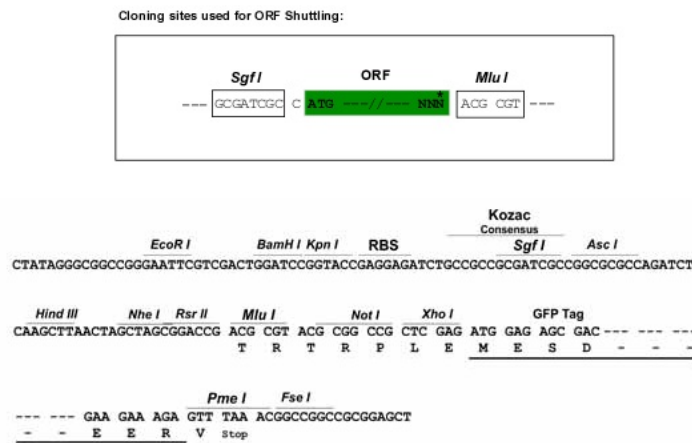 Cloning sites used for ORF Shuttling:
Sgf I ORF Mlu I
--- GCGATCGC C ATG ---//--- NNN* ACG CGT ---
Kozac
Consensus
EcoR I BamH I Kpn I RBS Sgf I Asc I
CTATAGGGCGGCCGGGAATTCGTCGACTGGATCCGGTACCGAGGAGATCTGCCGCCGCGATCGCCGGCGCGCCAGATCT
Hind III Nhe I Rsr II Mlu I Not I Xho I GFP Tag
CAAGCTTAACTAGCTAGCGGACCG ACG CGT ACG CGG CCG CTC GAG ATG GAG AGC GAC--- --- ---
T R T R P L E M E S D - - -
Pme I Fse I
--- --- GAA GAA AGA GTT TAA ACGGCCGGCCGCGGAGCT
- - E E R V Stop